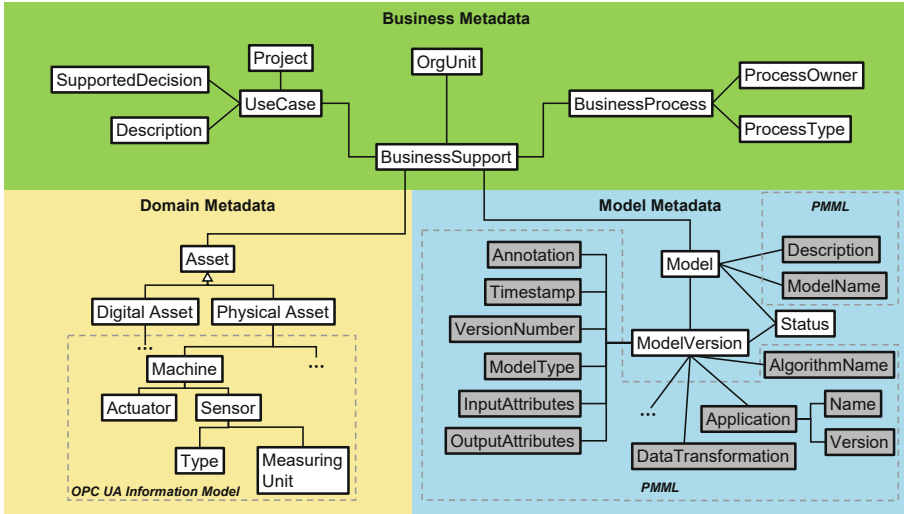 Business Metadata
Project
OrgUnit
ProcessOwner
SupportedDecision
UseCase
BusinessProcess
Description
ProcessType
BusinessSupport
Domain Metadata
Model Metadata
PMML
Asset
Annotation
Model
Description
Timestamp
ModelName
Digital Asset
Physical Asset
VersionNumber
Status
...
...
ModelVersion
Machine
ModelType
AlgorithmName
Actuator
Sensor
InputAttributes
...
Application
Name
OutputAttributes
Version
Type
Measuring
Unit
DataTransformation
OPC UA Information Model
PMML